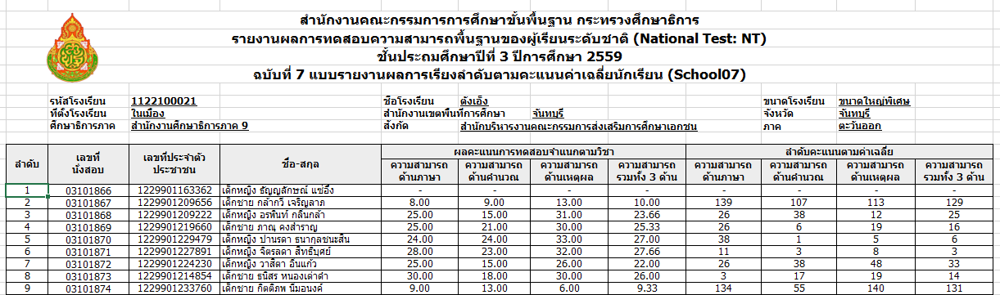 สำนักงานคณะกรรมการการศึกษาขั้นพื้นฐาน กระทรวงศึกษาธิการ
รายงานผลการทดสอบความสามารถพื้นฐานของผู้เรียนระดับชาติ (National Test: NT)
ชั้นประถมศึกษาปีที่ 3 ปีการศึกษา 2559
ฉบับที่ 7 แบบรายงานผลการเรียงลำดับตามคะแนนค่าเฉลี่ยนักเรียน (School07)
รหัสโรงเรียน 1122100021 ชื่อโรงเรียน ตังเอ็ง ขนาดโรงเรียน ขนาดใหญ่พิเศษ
ที่ตั้งโรงเรียน ในเมือง สำนักงานเขตพื้นที่การศึกษา จันทบุรี จังหวัด จันทบุรี
ศึกษาธิการภาค สำนักงานศึกษาธิการภาค 9 สังกัด สำนักบริหารงานคณะกรรมการส่งเสริมการศึกษาเอกชน ภาค ตะวันออก
ลำดับ เลขที่นั่งสอบ เลขที่ประจำตัวประชาชน ชื่อ-สกุล ผลคะแนนการทดสอบจำแนกตามวิชา ลำดับคะแนนตามค่าเฉลี่ย
ความสามารถด้านภาษา ความสามารถด้านคำนวณ ความสามารถด้านเหตุผล ความสามารถรวมทั้ง 3 ด้าน ความสามารถด้านภาษา ความสามารถด้านคำนวณ ความสามารถด้านเหตุผล ความสามารถรวมทั้ง 3 ด้าน
1 03101866 1229901163362 เด็กหญิง ธัญญลักษณ์ แซ่อึ้ง - - - - - - - -
2 03101867 1229901209656 เด็กชาย กล้ากวี เจริญลาภ 8.00 9.00 13.00 10.00 139 107 113 129
3 03101868 1229901209222 เด็กหญิง อรพินท์ กลิ่นกล้า 25.00 15.00 31.00 23.66 26 38 12 25
4 03101869 1229901219660 เด็กชาย ภาณุ คงสำราญ 25.00 21.00 30.00 25.33 26 6 19 16
5 03101870 1229901229479 เด็กหญิง ปานรดา ธนากุลชนะสิน 24.00 24.00 33.00 27.00 38 1 5 6
6 03101871 1229901227891 เด็กหญิง จิตรลดา สิทธิบุศย์ 28.00 23.00 32.00 27.66 11 3 8 3
7 03101872 1229901224230 เด็กหญิง วาสิตา อินแก้ว 25.00 15.00 26.00 22.00 26 38 48 33
8 03101873 1229901214854 เด็กชาย ธนิสร หนองเต่าดำ 30.00 18.00 30.00 26.00 3 17 19 14
9 03101874 1229901233760 เด็กชาย กิตติภพ นิ่มอนงค์ 9.00 13.00 6.00 9.33 134 55 140 131